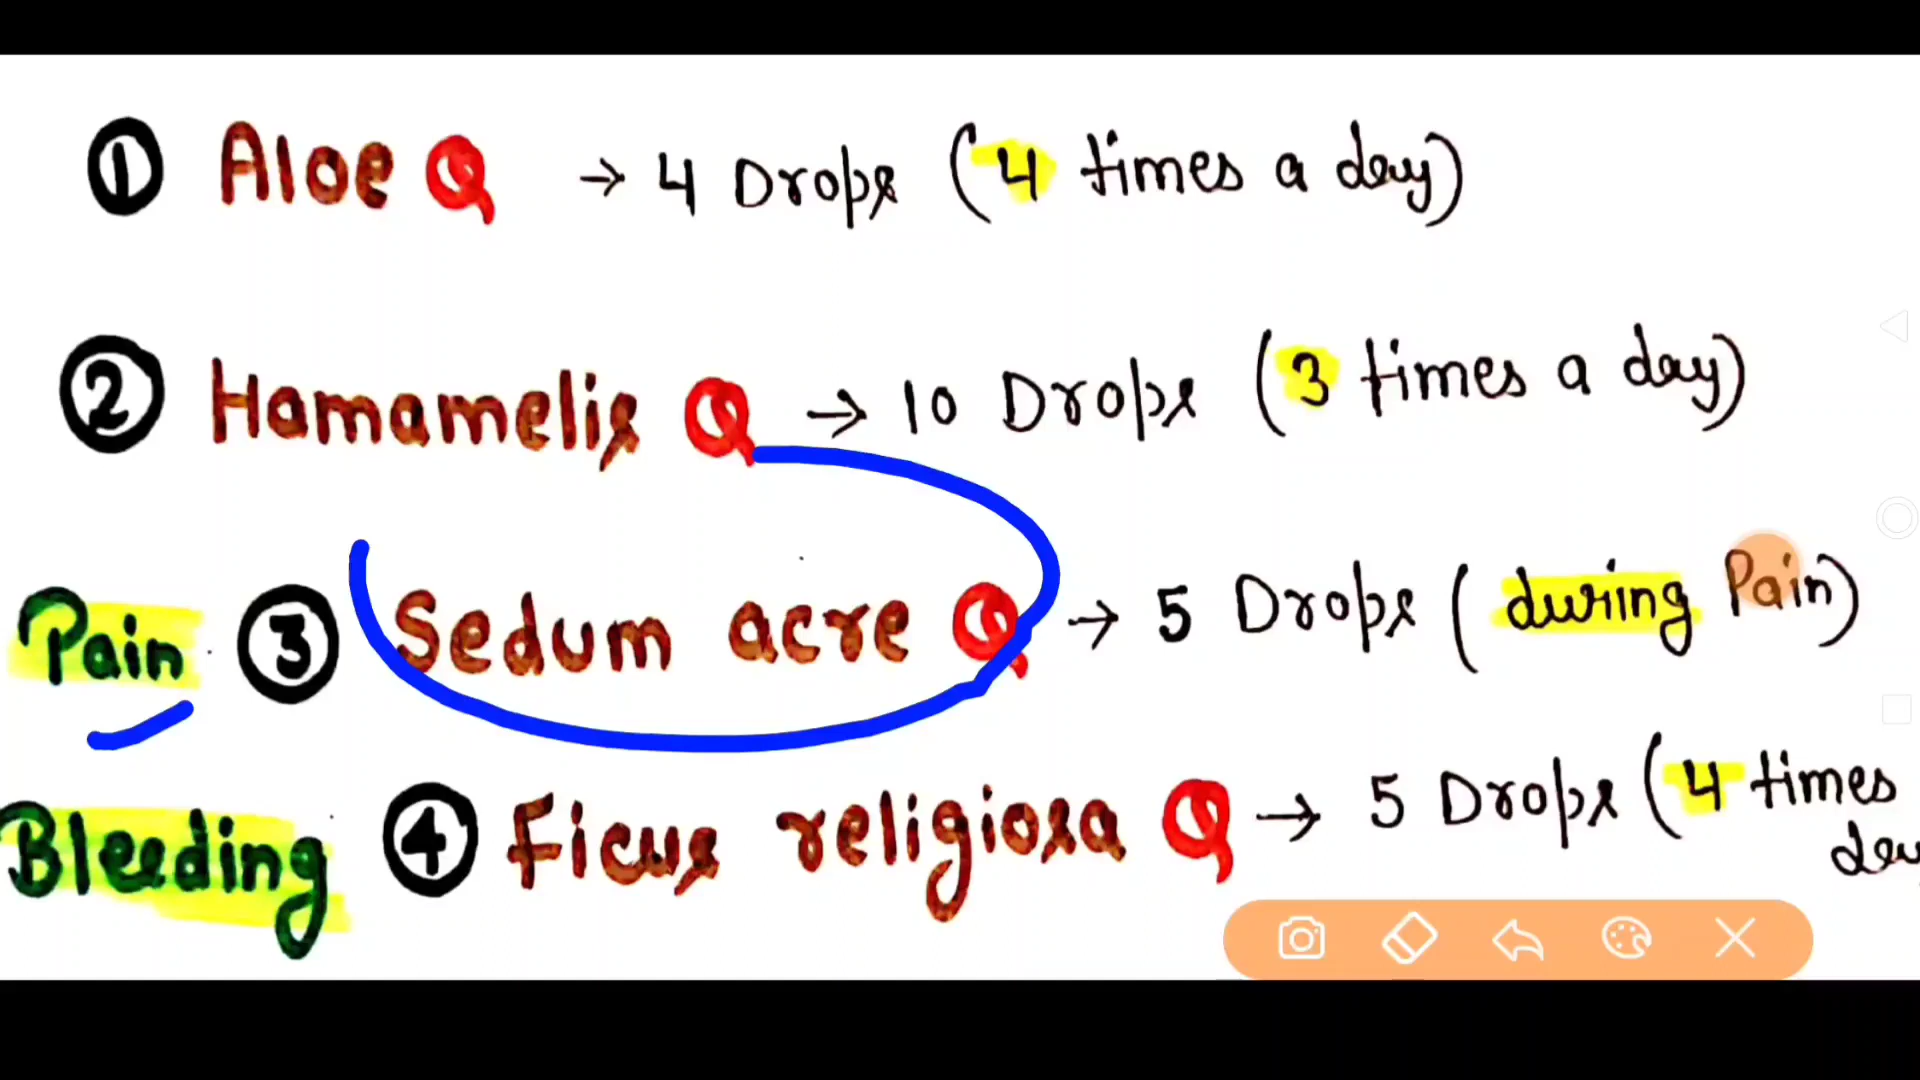 ① Aloe Q → 4 Drops (4 times a day)
② Hamamelis Q → 10 Drops (3 times a day)
Pain ③ Sedum acre Q → 5 Drops (during Pain)
Bleeding ④ Ficus religiosa Q → 5 Drops (4 times
day